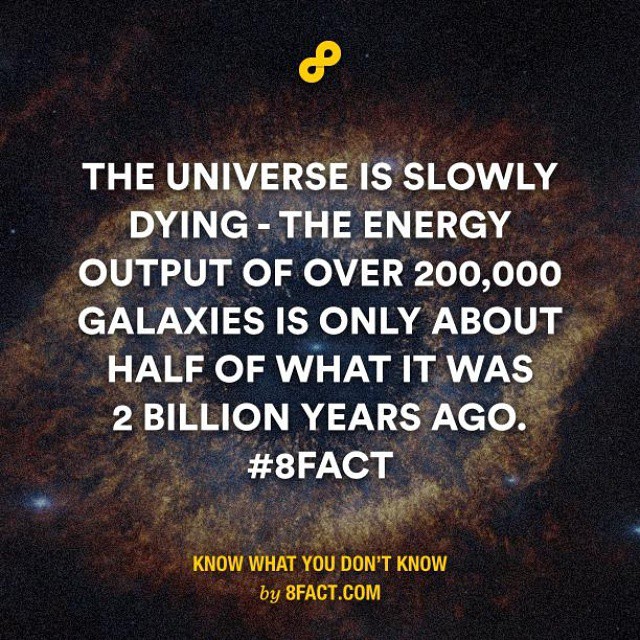 THE UNIVERSE IS SLOWLY
DYING - THE ENERGY
OUTPUT OF OVER 200,000
GALAXIES IS ONLY ABOUT
HALF OF WHAT IT WAS
2 BILLION YEARS AGO.
#8FACT
KNOW WHAT YOU DON'T KNOW
by 8FACT.COM